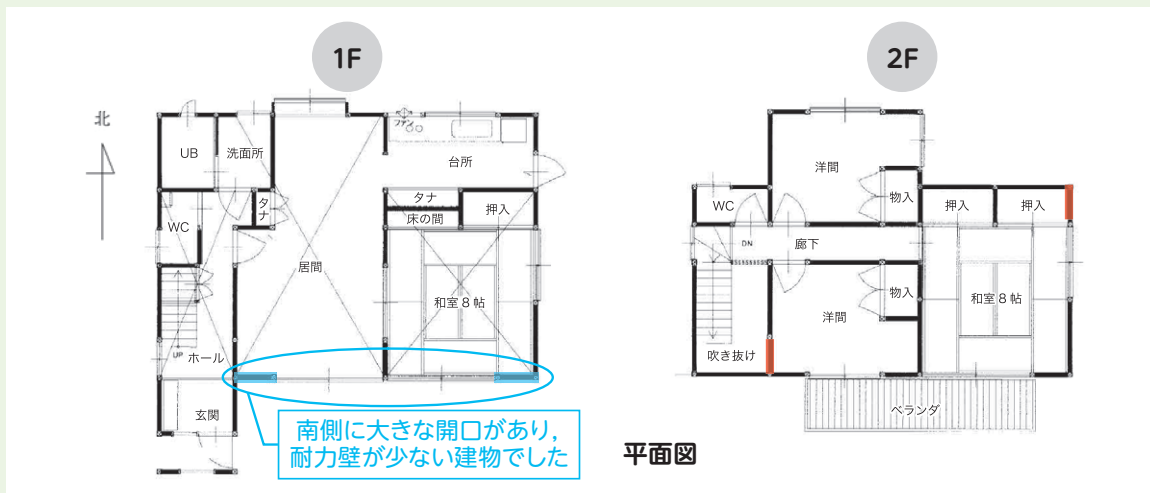 1F
2F
北
UB
洗面所
ファン
台所
タナ
タナ
床の間
押入
WC
居間
和室8帖
UP
ホール
玄関
南側に大きな開口があり,
耐力壁が少ない建物でした
洋間
物入
WC
押入
押入
DN
廊下
物入
洋間
和室8帖
吹き抜け
ベランダ
平面図